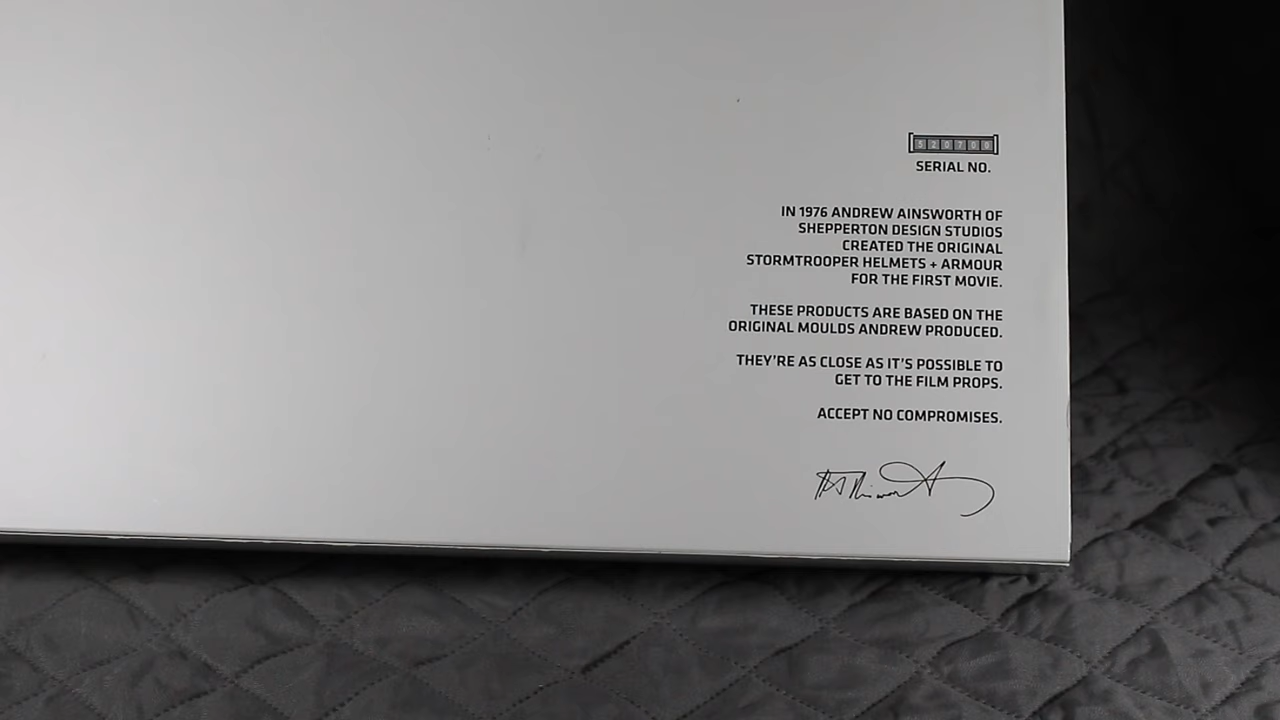 520700
SERIAL NO.
IN 1976 ANDREW AINSWORTH OF
SHEPPERTON DESIGN STUDIOS
CREATED THE ORIGINAL
STORMTROOPER HELMETS + ARMOUR
FOR THE FIRST MOVIE.
THESE PRODUCTS ARE BASED ON THE
ORIGINAL MOULDS ANDREW PRODUCED.
THEY'RE AS CLOSE AS IT'S POSSIBLE TO
GET TO THE FILM PROPS.
ACCEPT NO COMPROMISES.